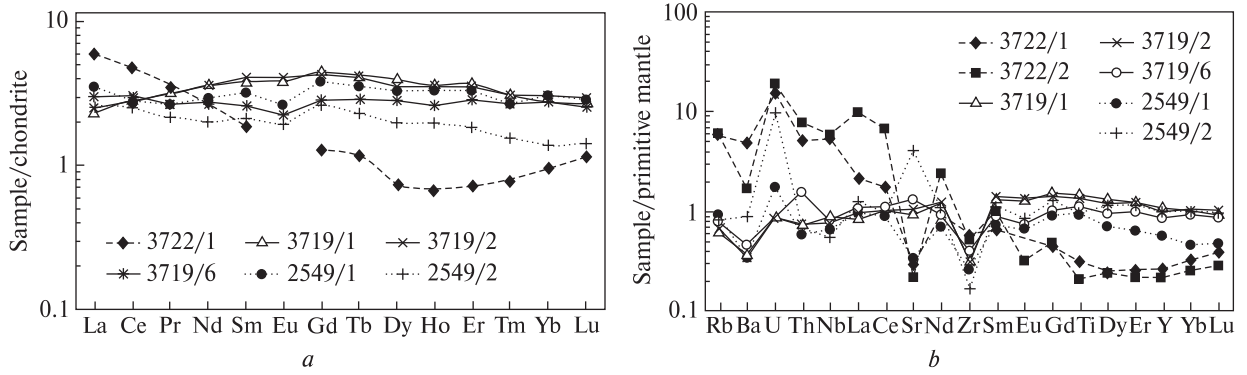 10
1
0.1
Sample/chondrite
3722/1 3719/1 3719/2
3719/6 2549/1 2549/2
La Ce Pr Nd Sm Eu Gd Tb Dy Ho Er Tm Yb Lu
a
100
10
1
0.1
Sample/primitive mantle
3722/1 3719/2
3722/2 3719/6
3719/1 2549/1
2549/2
Rb Ba U Th Nb La Ce Sr Nd Zr Sm Eu Gd Ti Dy Er Y Yb Lu
b